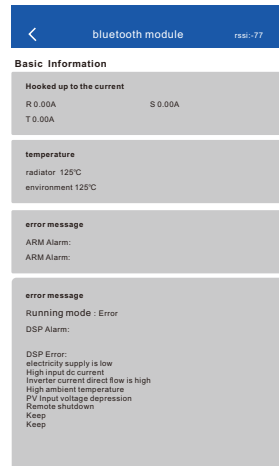 bluetooth module rssi:-77
Basic Information
Hooked up to the current
R 0.00A S 0.00A
T 0.00A
temperature
radiator 125℃
environment 125℃
error message
ARM Alarm:
ARM Alarm:
error message
Running mode : Error
DSP Alarm:
DSP Error:
electricity supply is low
High input dc current
Inverter current direct flow is high
High ambient temperature
PV Input voltage depression
Remote shutdown
Keep
Keep